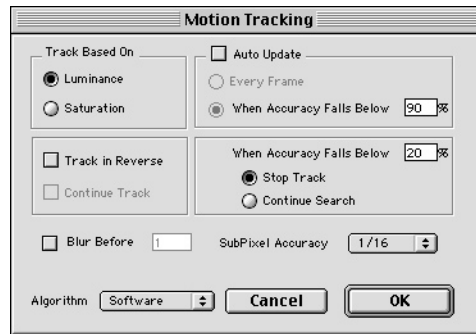 Motion Tracking
Track Based On
Luminance
Saturation
Auto Update
Every Frame
When Accuracy Falls Below 90 %
Track in Reverse
Continue Track
When Accuracy Falls Below 20 %
Stop Track
Continue Search
Blur Before 1
SubPixel Accuracy 1/16
Algorithm Software
Cancel
OK